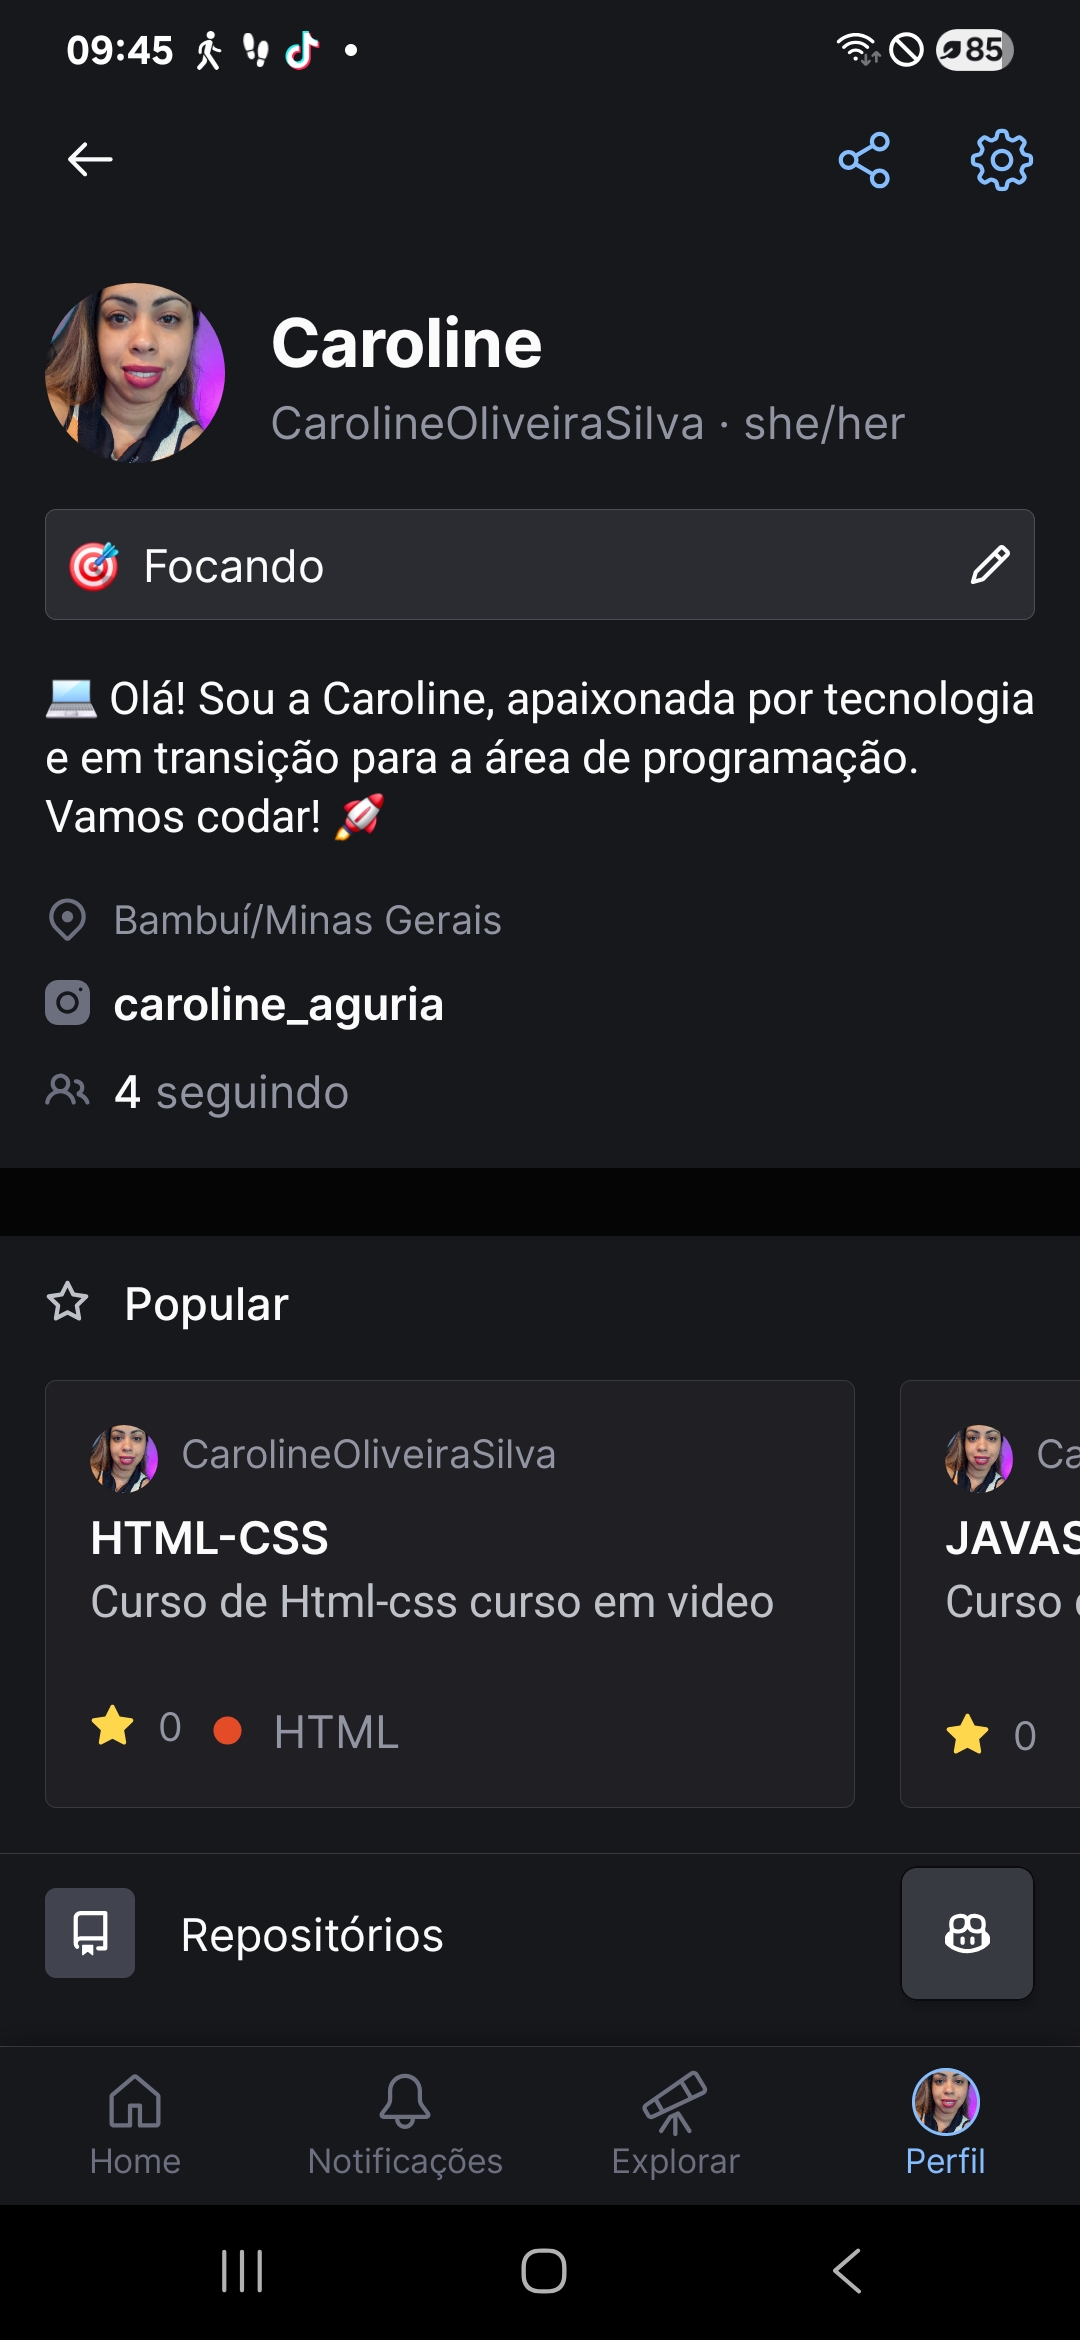 09:45
85
Caroline
CarolineOliveiraSilva · she/her
Focando
Olá! Sou a Caroline, apaixonada por tecnologia
e em transição para a área de programação.
Vamos codar!
Bambuí/Minas Gerais
caroline_aguria
4 seguindo
Popular
CarolineOliveiraSilva
HTML-CSS
Curso de Html-css curso em video
0 HTML
Ca
JAVAS
Curso
0
Repositórios
Home
Notificações
Explorar
Perfil